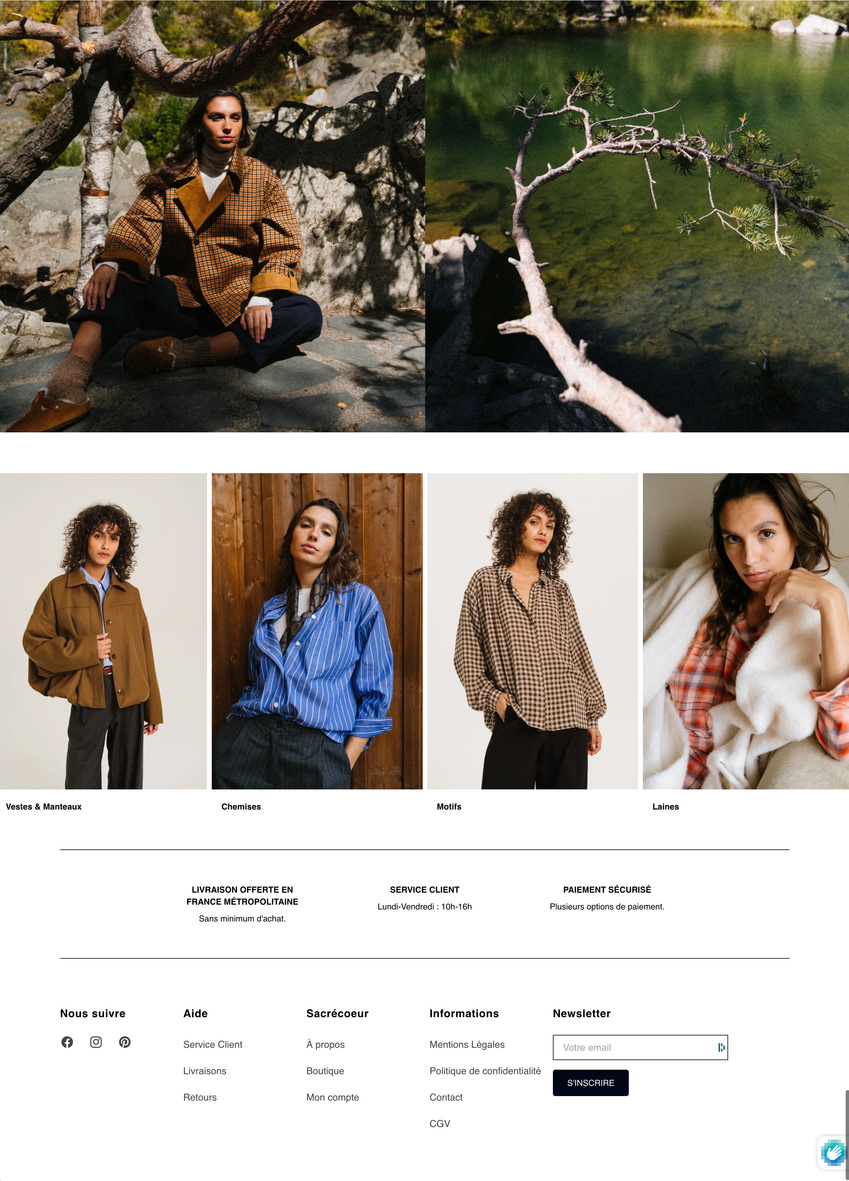 Vestes & Manteaux
Chemises
Motifs
Laines
LIVRAISON OFFERTE EN
FRANCE MÉTROPOLITAINE
Sans minimum d'achat.
SERVICE CLIENT
Lundi-Vendredi : 10h-16h
PAIEMENT SÉCURISÉ
Plusieurs options de paiement.
Nous suivre
Aide
Service Client
Livraisons
Retours
Sacrécoeur
À propos
Boutique
Mon compte
Informations
Mentions Légales
Politique de confidentialité
Contact
CGV
Newsletter
Votre email
S'INSCRIRE